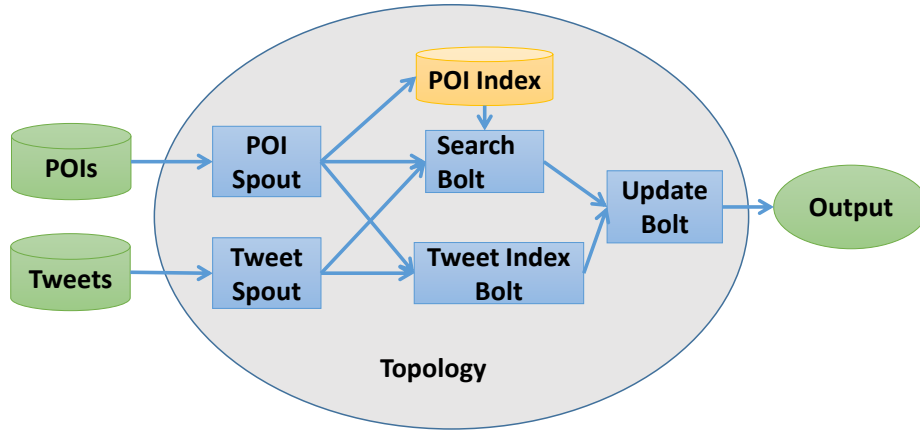 POI Index
POIs
POI
Spout
Search
Bolt
Update
Bolt
Output
Tweets
Tweet
Spout
Tweet Index
Bolt
Topology